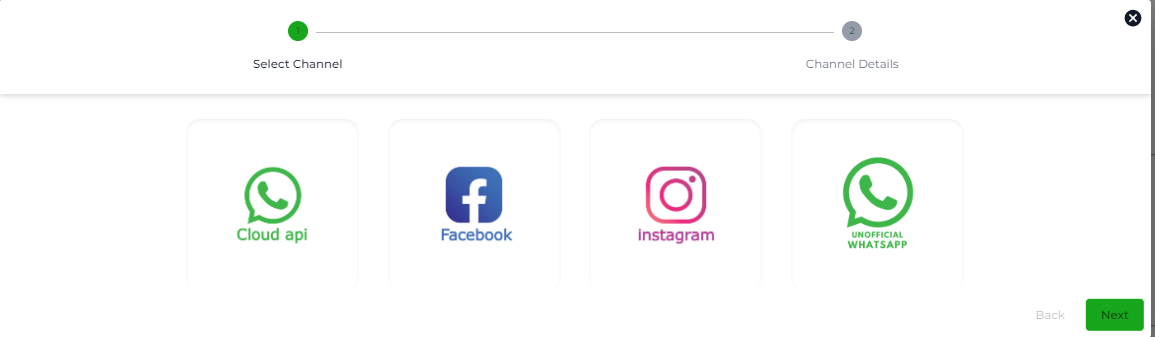 1
2
Select Channel
Channel Details
Cloud api
Facebook
instagram
UNOFFICIAL
WHATSAPP
Back
Next